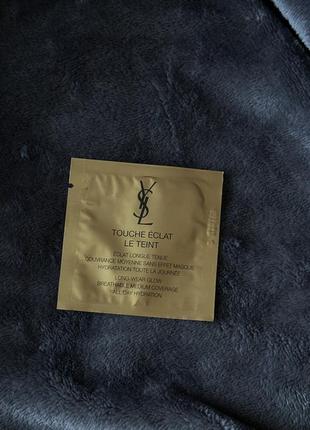 YSL
TOUCHE ÉCLAT
LE TEINT
ÉCLAT LONGUE TENUE
COUVRANCE MOYENNE SANS EFFET MASQUE
HYDRATATION TOUTE LA JOURNÉE
LONG-WEAR GLOW
BREATHABLE MEDIUM COVERAGE
ALL-DAY HYDRATION